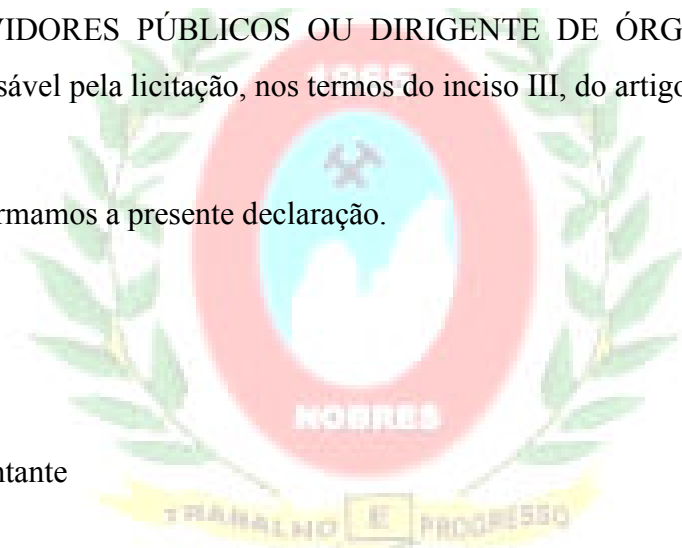 VIDORES PÚBLICOS OU DIRIGENTE DE ÓRG
sável pela licitação, nos termos do inciso III, do artigo
rmamos a presente declaração.
NOBRES
ntante
TRABALHO E PROGRESSO